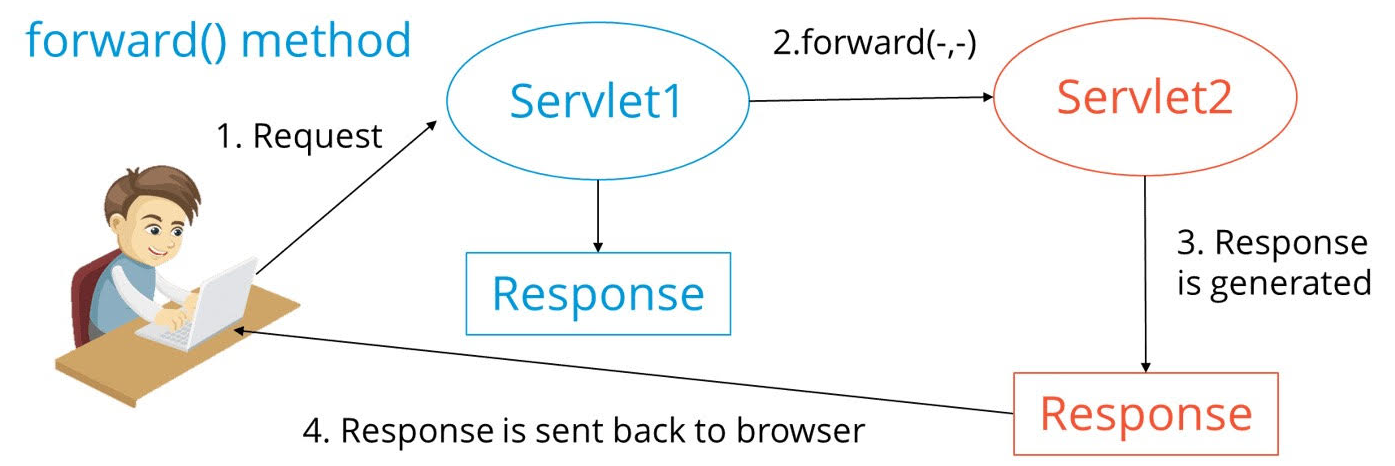 forward() method
2.forward(-,-)
Servlet1
Servlet2
1. Request
3. Response
is generated
Response
Response
4. Response is sent back to browser